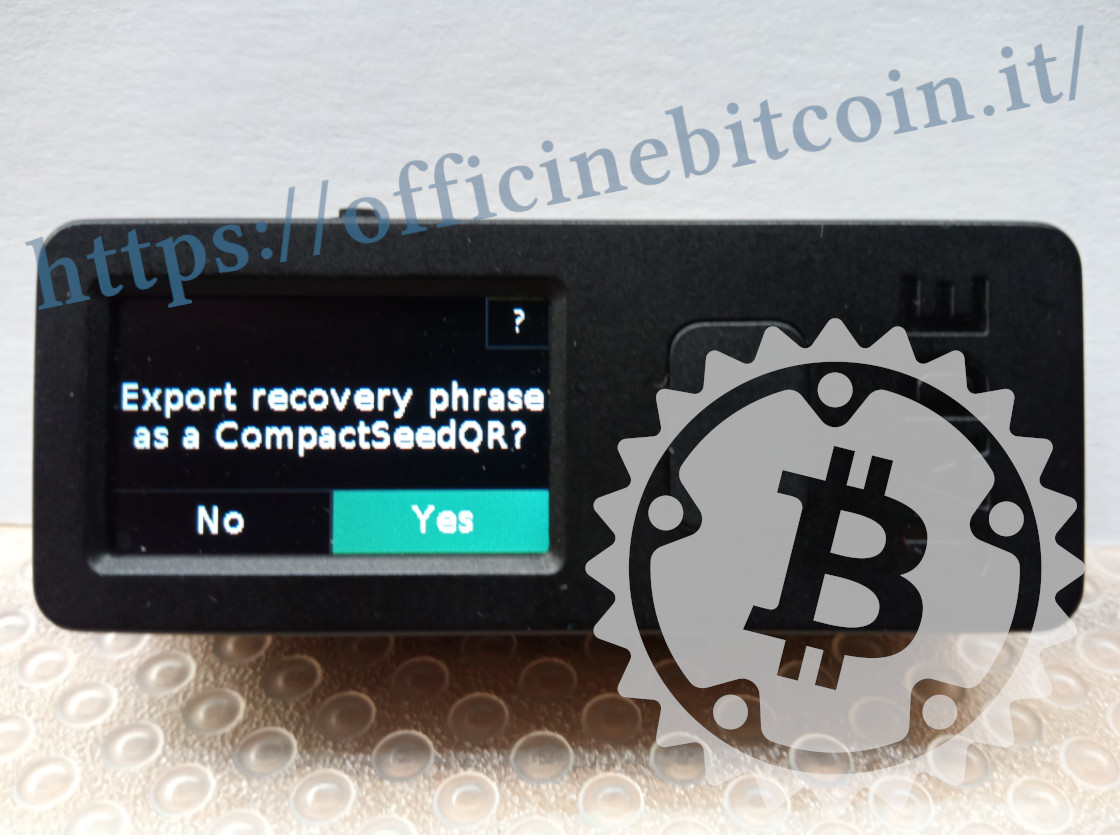 https://officinebitcoin.it/
?
Export recovery phrase
as a CompactSeedQR?
No Yes